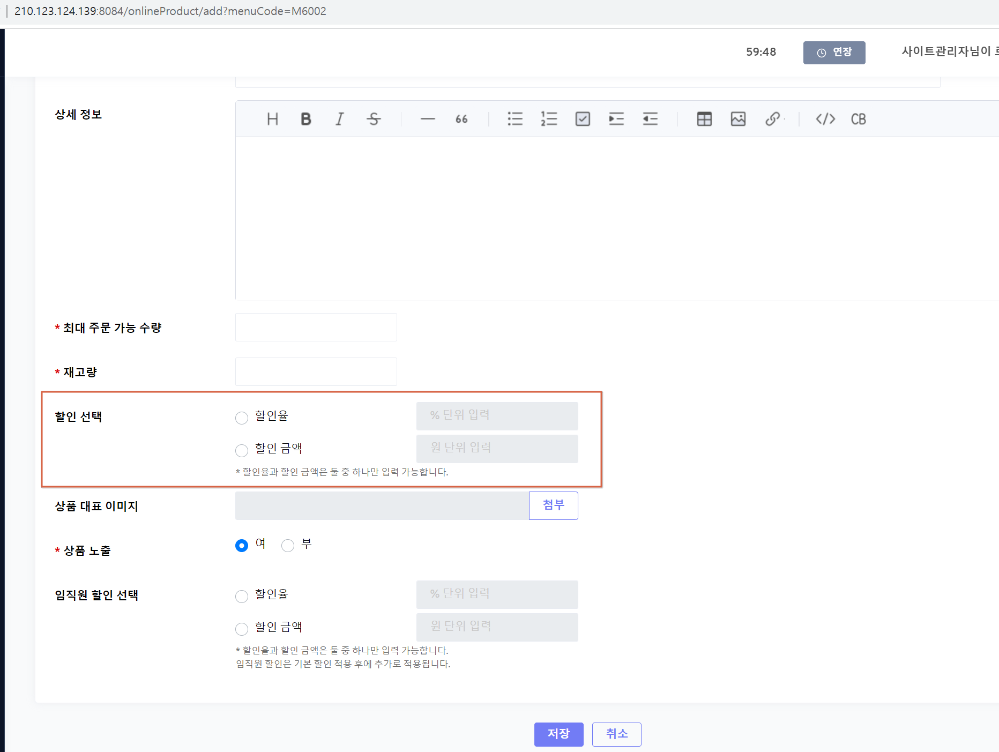 210.123.124.139:8084/onlineProduct/add?menuCode=M6002
59:48
연장
사이트관리자님이
상세 정보
H B I S 66 CB
* 최대 주문 가능 수량
* 재고량
할인 선택
할인율
% 단위 입력
할인 금액
원 단위 입력
* 할인율과 할인 금액은 둘 중 하나만 입력 가능합니다.
상품 대표 이미지
첨부
* 상품 노출
여 부
임직원 할인 선택
할인율
% 단위 입력
할인 금액
원 단위 입력
* 할인율과 할인 금액은 둘 중 하나만 입력 가능합니다.
임직원 할인은 기본 할인 적용 후에 추가로 적용됩니다.
저장
취소